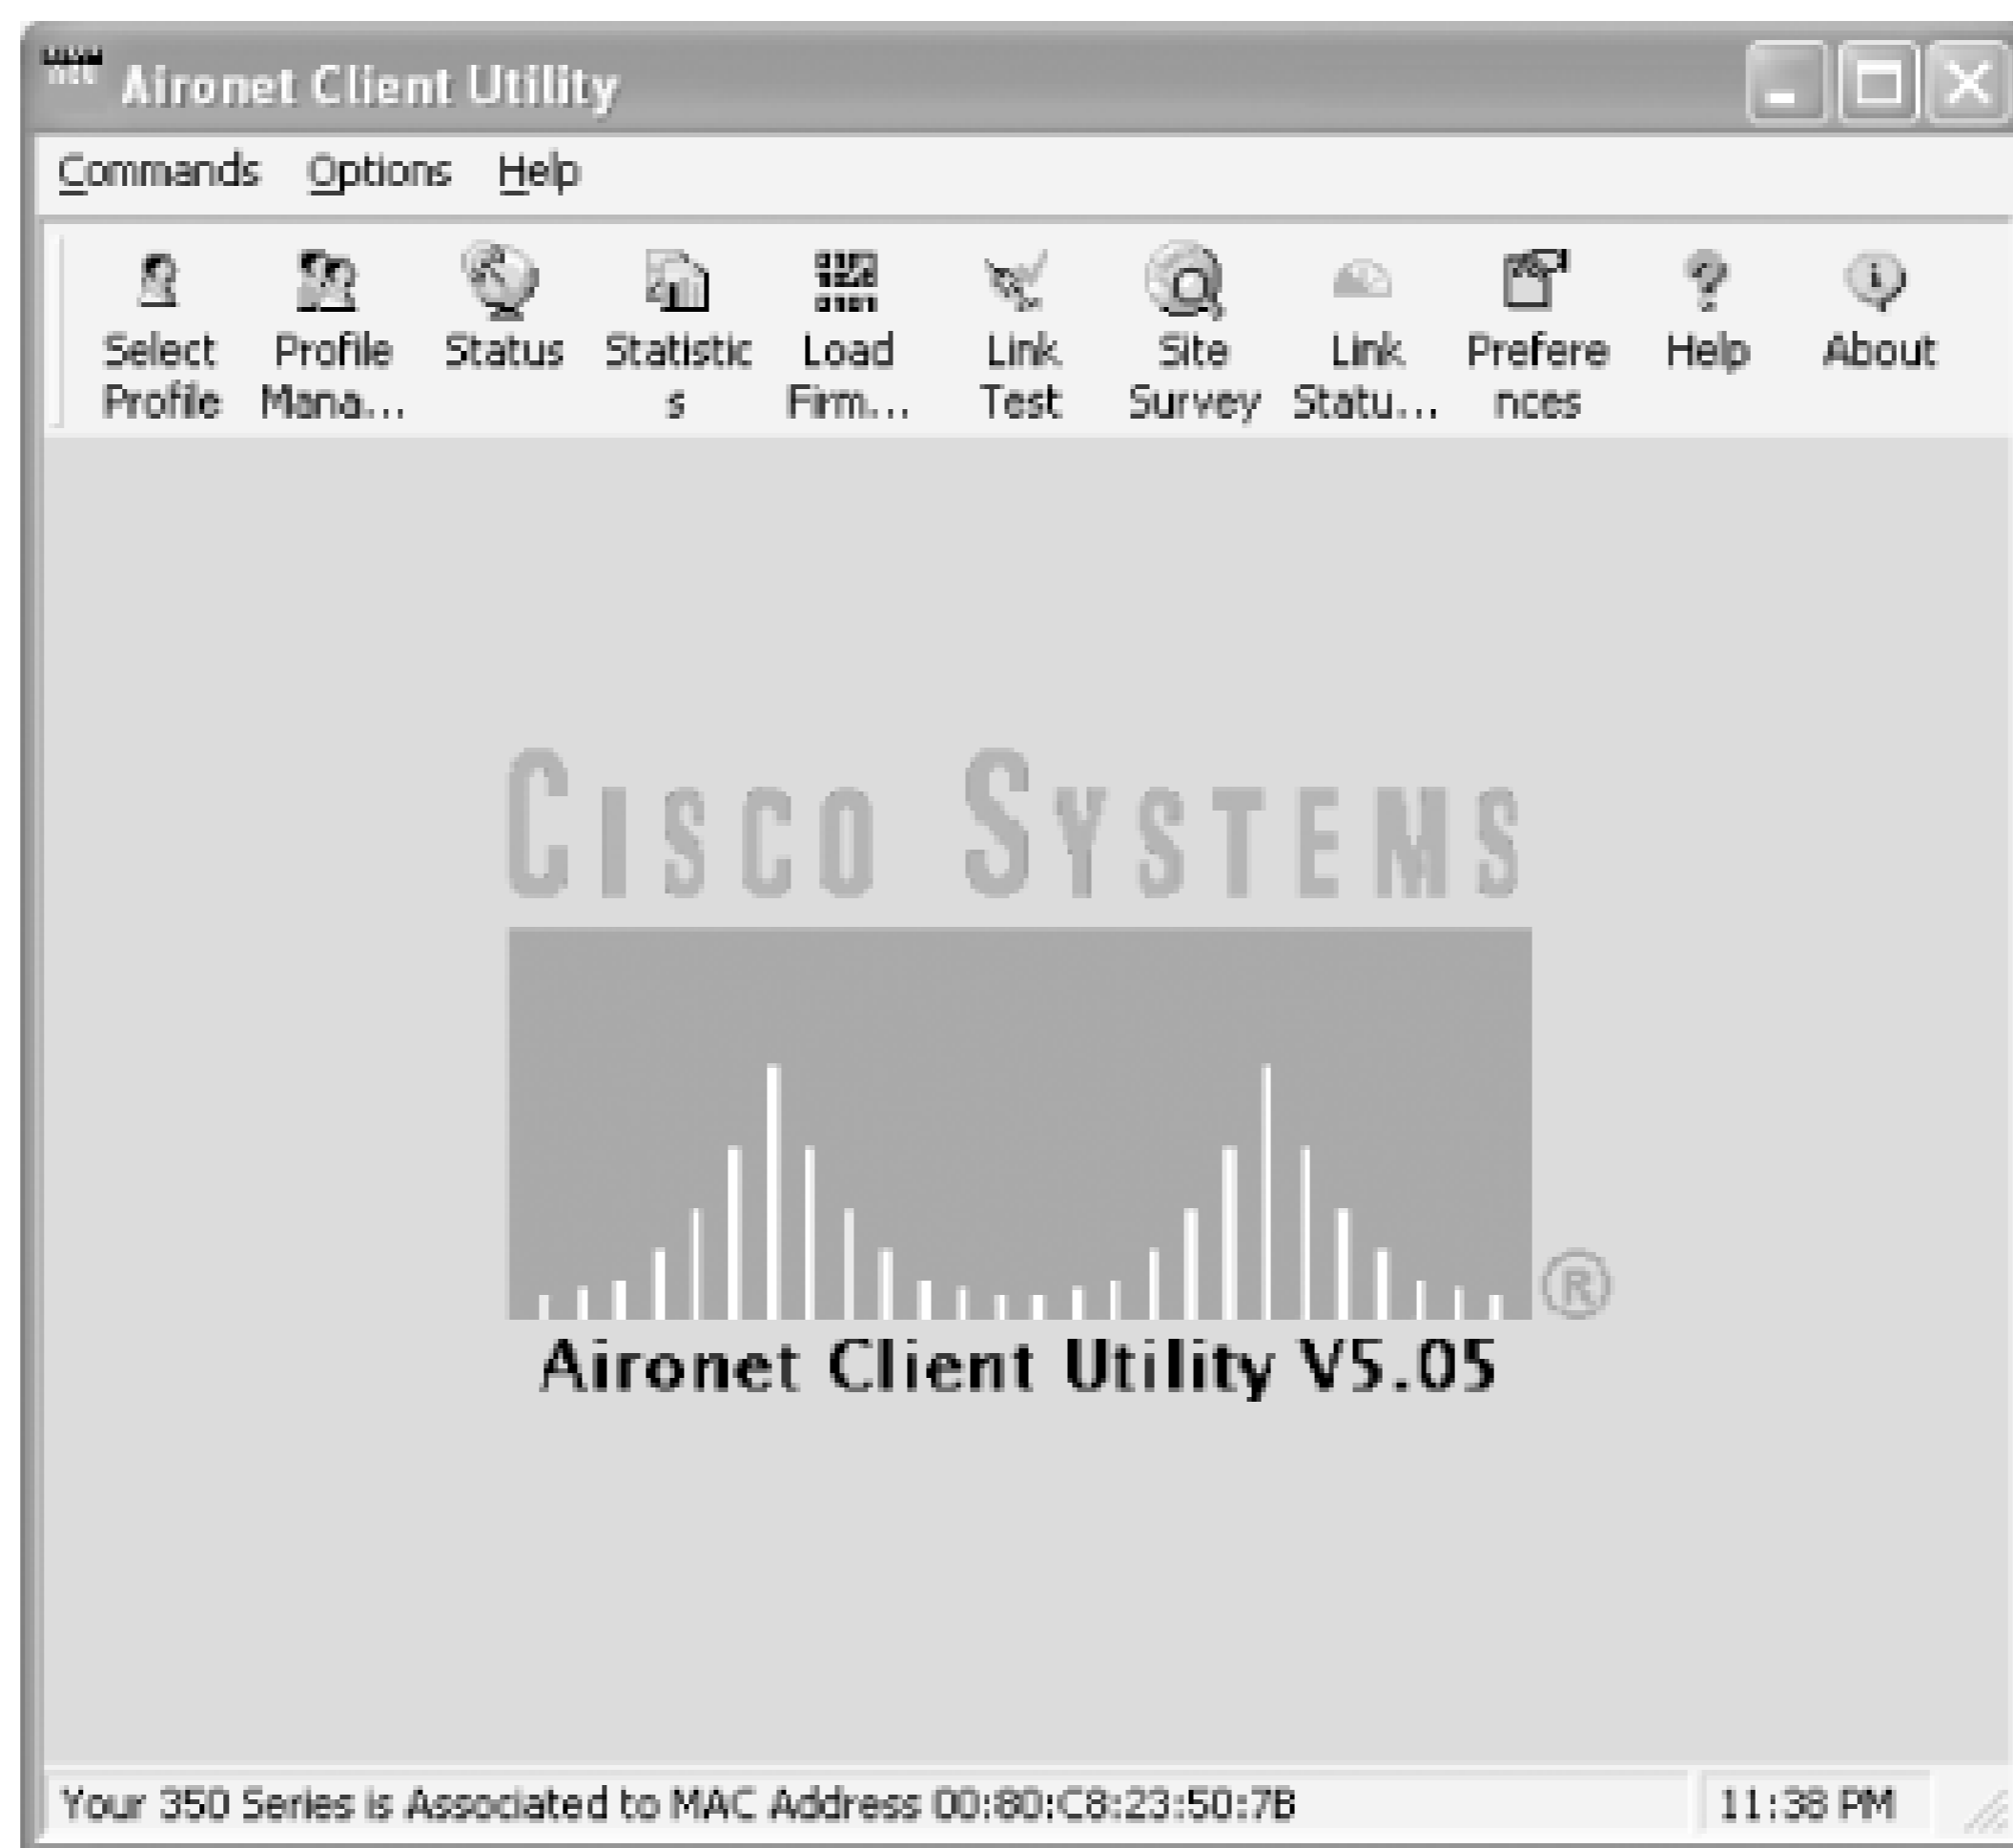 Aironet Client Utility
Commands Options Help
Select Profile Status Statistic Load Link Site Link Prefere Help About
Profile Mana... s Firm... Test Survey Statu... nces
CISCO SYSTEMS
®
Aironet Client Utility V5.05
Your 350 Series is Associated to MAC Address 00:80:C8:23:50:7B 11:38 PM